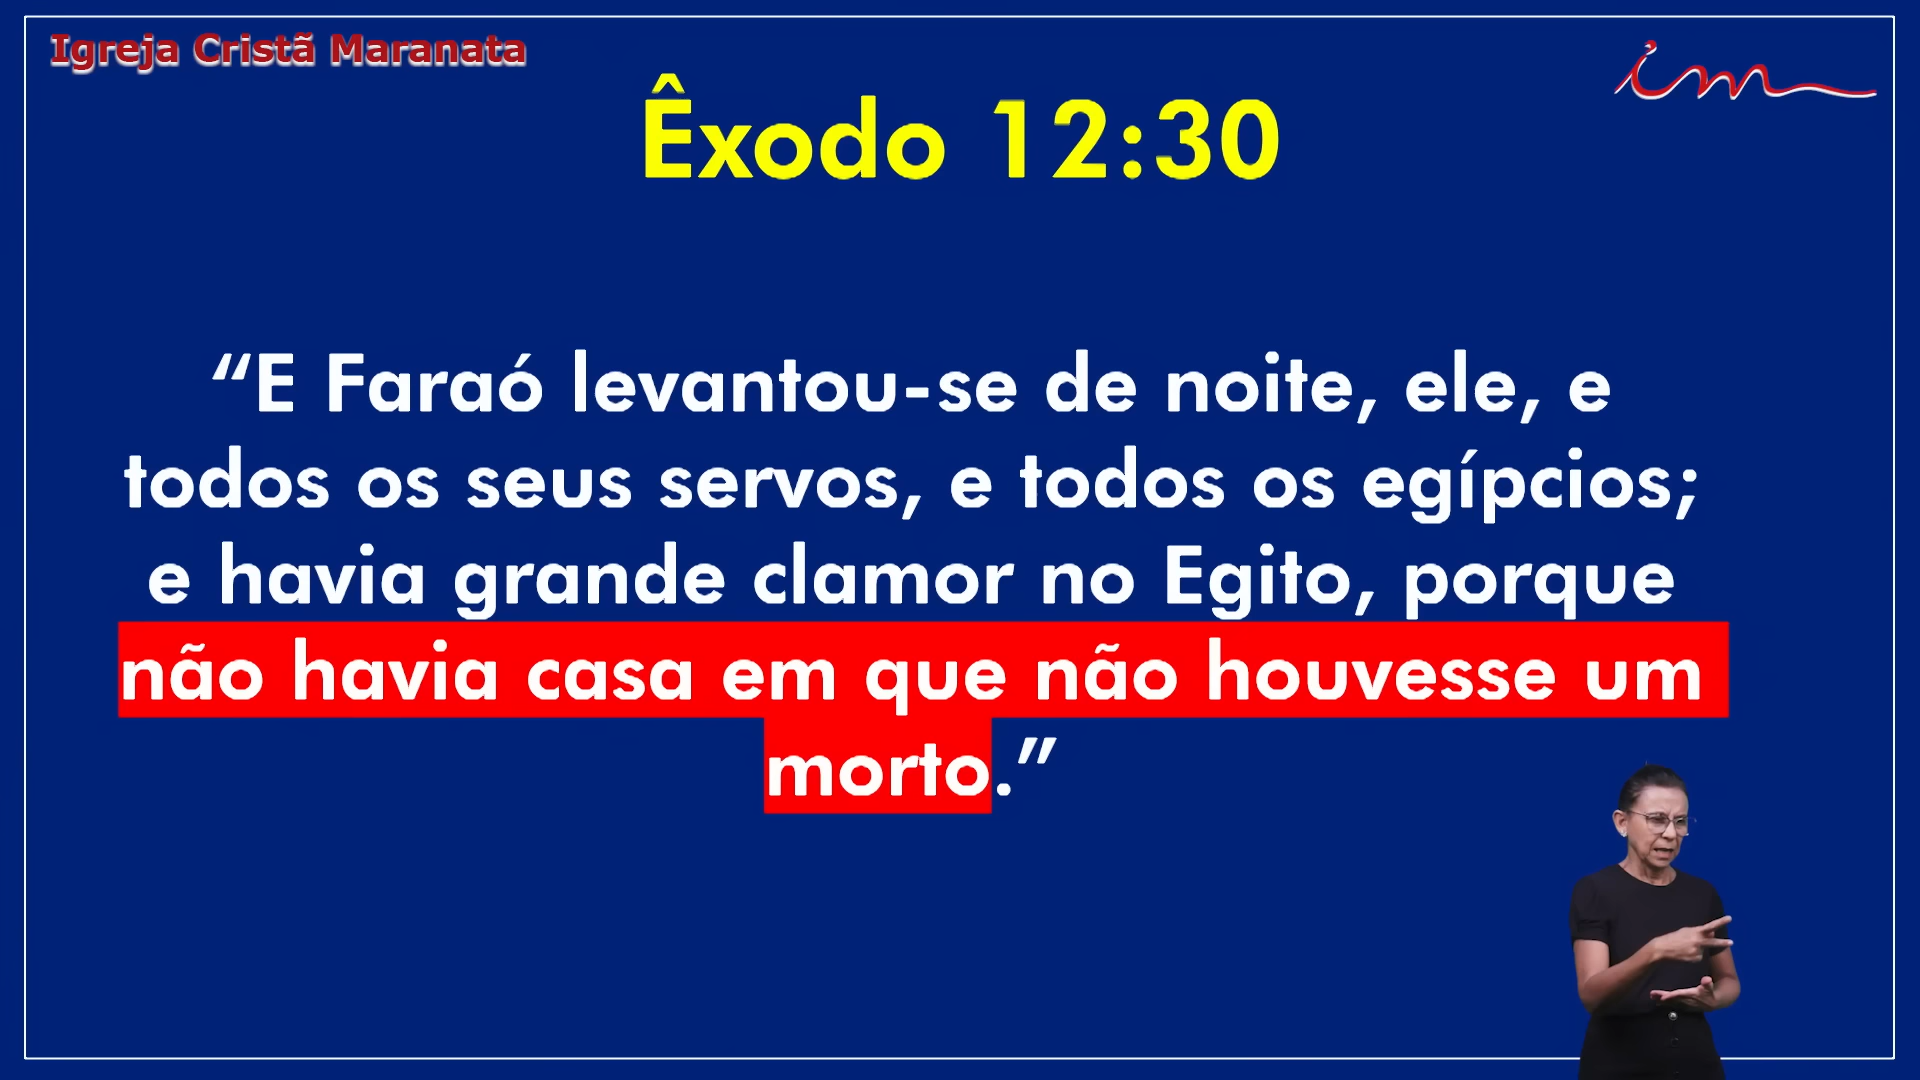 Igreja Cristã Maranata
im
Êxodo 12:30
“E Faraó levantou-se de noite, ele, e
todos os seus servos, e todos os egípcios;
e havia grande clamor no Egito, porque
não havia casa em que não houvesse um
morto.”